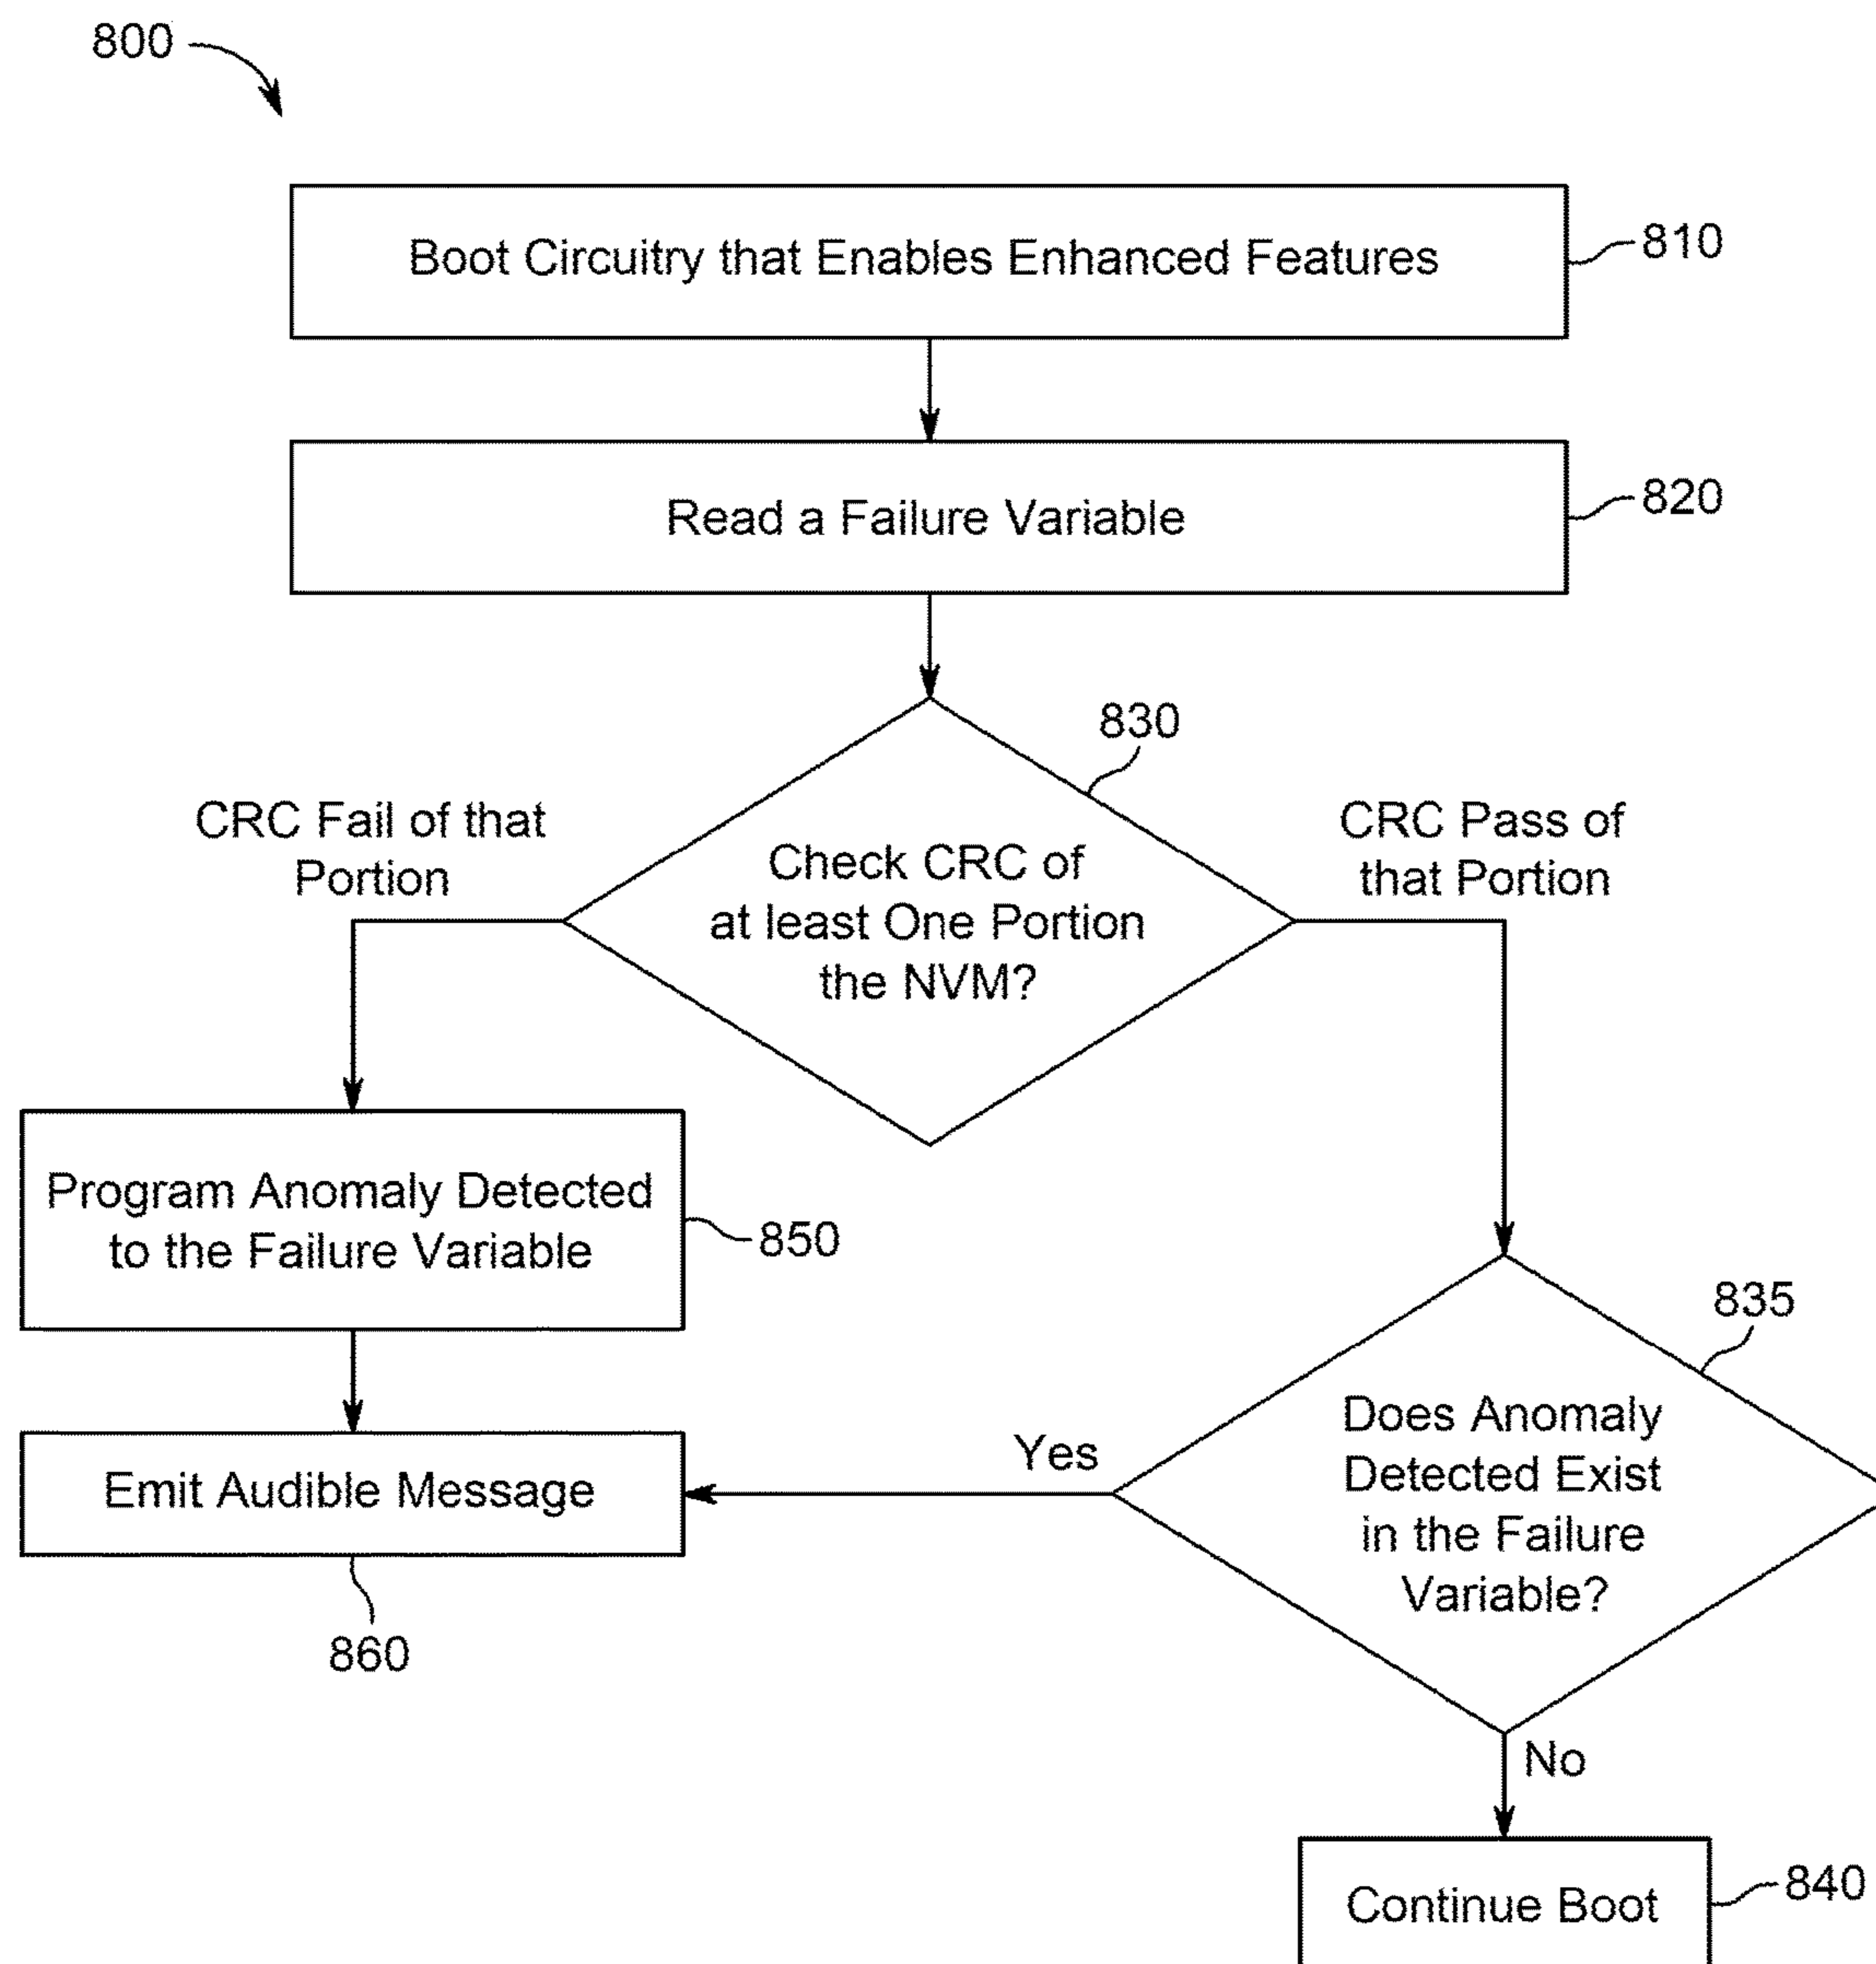 800
Boot Circuitry that Enables Enhanced Features
810
Read a Failure Variable
820
830
CRC Fail of that
Portion
Check CRC of
at least One Portion
the NVM?
CRC Pass of
that Portion
Program Anomaly Detected
to the Failure Variable
850
835
Does Anomaly
Detected Exist
in the Failure
Variable?
Yes
Emit Audible Message
860
No
Continue Boot
840